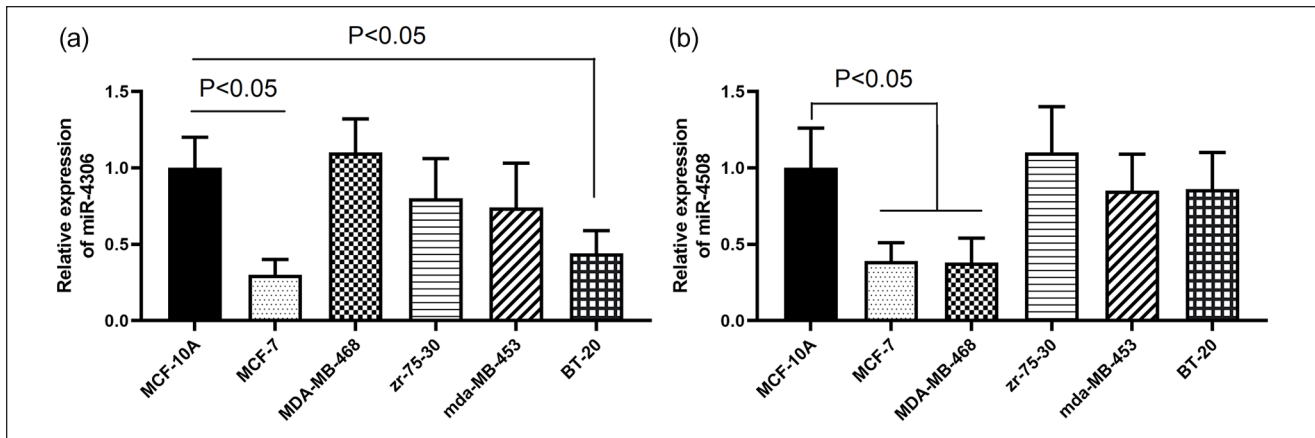 (a)
P<0.05
P<0.05
Relative expression
of miR-4306
1.5
1.0
0.5
0.0
MCF-10A
MCF-7
MDA-MB-468
zr-75-30
mda-MB-453
BT-20
(b)
P<0.05
Relative expression
of miR-4508
1.5
1.0
0.5
0.0
MCF-10A
MCF-7
MDA-MB-468
zr-75-30
mda-MB-453
BT-20